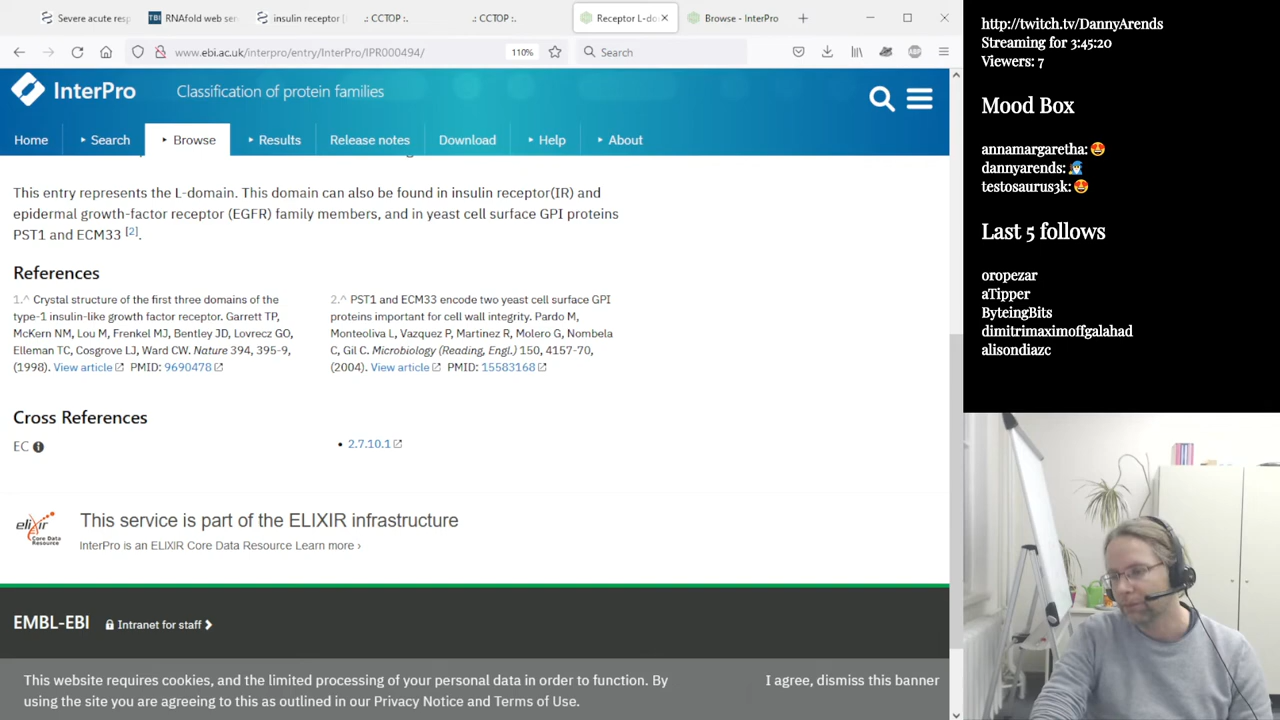 Severe acute resp
TBI
RNAfold web ser
insulin receptor [
.: CCTOP :.
.: CCTOP :.
Receptor L-do
Browse - InterPro
www.ebi.ac.uk/interpro/entry/InterPro/IPR000494/
110%
Search
InterPro
Classification of protein families
Home
Search
Browse
Results
Release notes
Download
Help
About
This entry represents the L-domain. This domain can also be found in insulin receptor(IR) and
epidermal growth-factor receptor (EGFR) family members, and in yeast cell surface GPI proteins
PST1 and ECM33 [2].
References
1.^ Crystal structure of the first three domains of the
type-1 insulin-like growth factor receptor. Garrett TP,
McKern NM, Lou M, Frenkel MJ, Bentley JD, Lovrecz GO,
Elleman TC, Cosgrove LJ, Ward CW. Nature 394, 395-9,
(1998). View article PMID: 9690478
2.^ PST1 and ECM33 encode two yeast cell surface GPI
proteins important for cell wall integrity. Pardo M,
Monteoliva L, Vazquez P, Martinez R, Molero G, Nombela
C, Gil C. Microbiology (Reading, Engl.) 150, 4157-70,
(2004). View article PMID: 15583168
Cross References
EC
• 2.7.10.1
elixir
Core Data
Resource
This service is part of the ELIXIR infrastructure
InterPro is an ELIXIR Core Data Resource Learn more ›
EMBL-EBI
Intranet for staff
This website requires cookies, and the limited processing of your personal data in order to function. By
using the site you are agreeing to this as outlined in our Privacy Notice and Terms of Use.
I agree, dismiss this banner
http://twitch.tv/DannyArends
Streaming for 3:45:20
Viewers: 7
Mood Box
annamargaretha: 😍
dannyarends: 🧙‍♂️
testosaurus3k: 😍
Last 5 follows
oropezar
aTipper
ByteingBits
dimitrimaximoffgalahad
alisondiazc